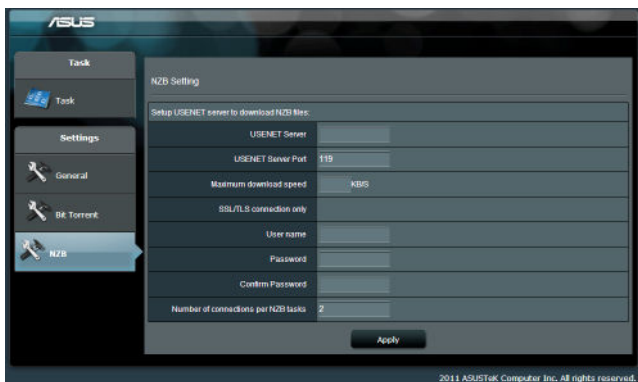 ASUS
Task
Task
Settings
General
Bit Torrent
NZB
NZB Setting
Setup USENET server to download NZB files:
USENET Server
USENET Server Port 119
Maximum download speed KB/S
SSL/TLS connection only
User name
Password
Confirm Password
Number of connections per NZB tasks 2
Apply
2011 ASUSTeK Computer Inc. All rights reserved.